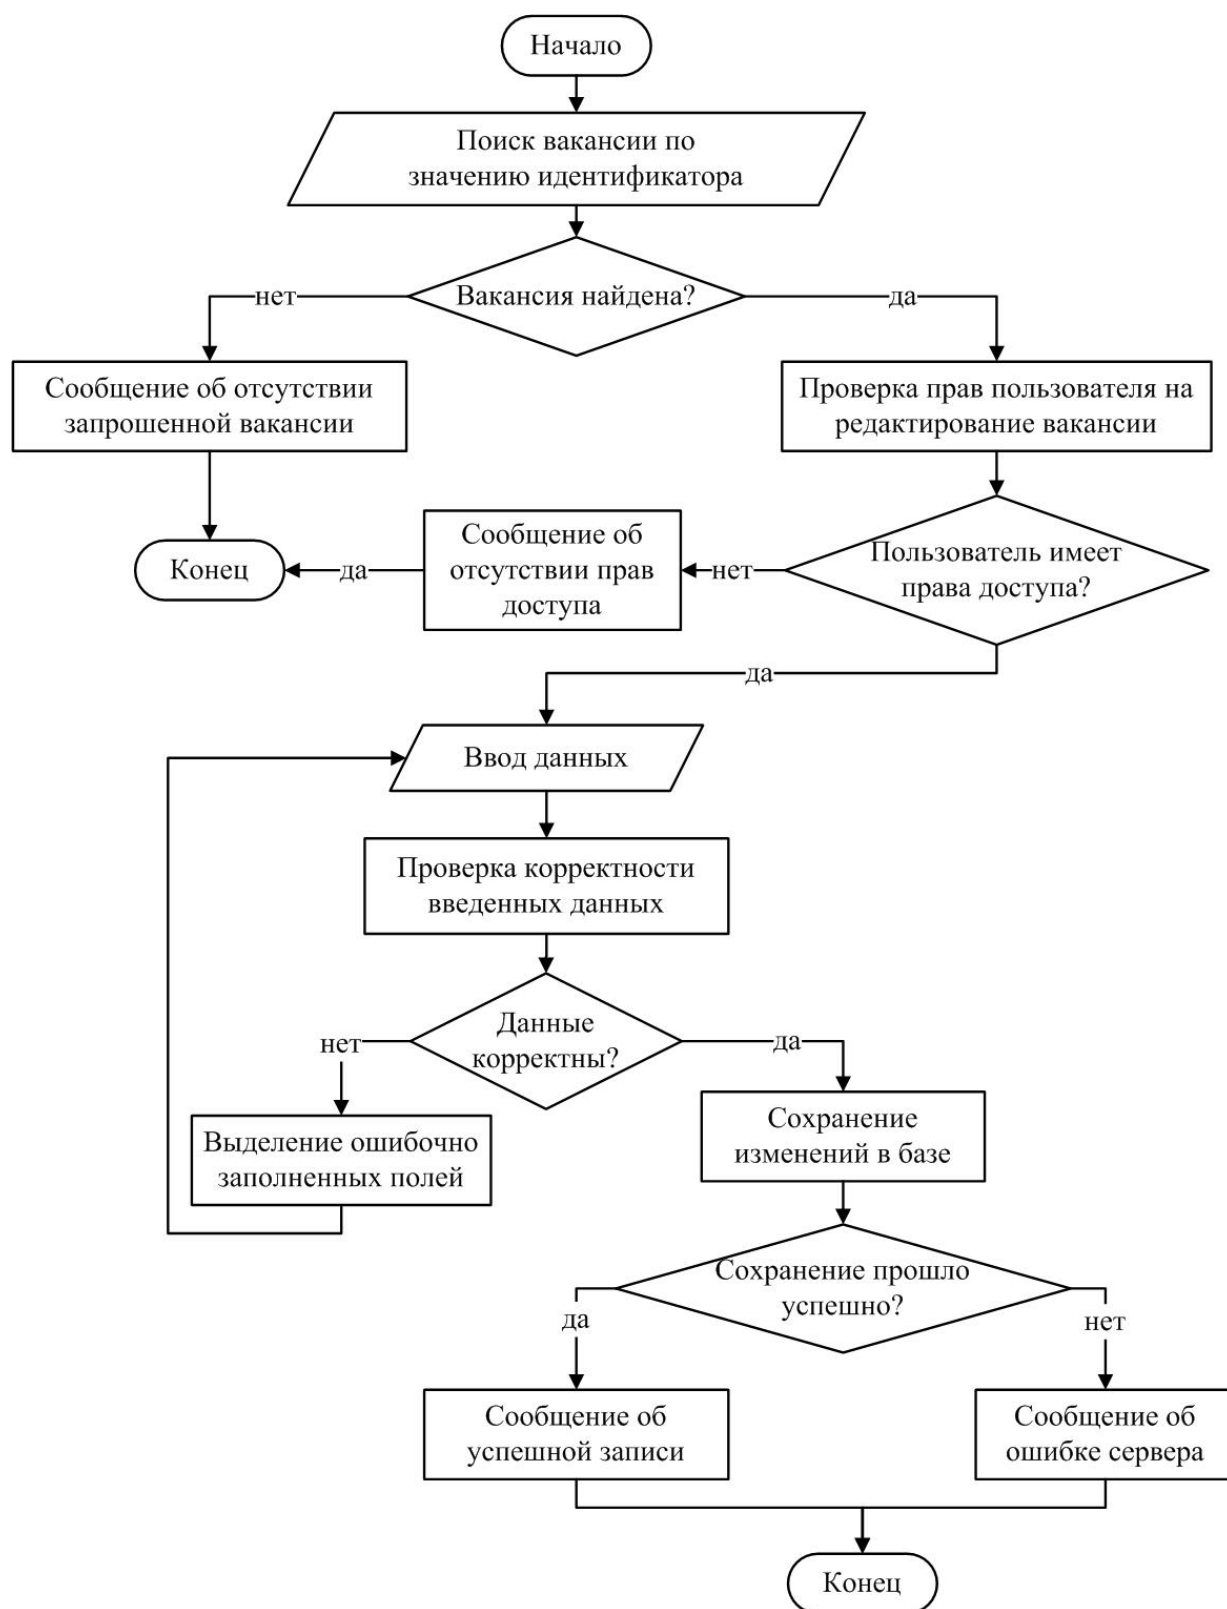 Начало
Поиск вакансии по
значению идентификатора
Вакансия найдена?
нет
да
Сообщение об отсутствии
запрошенной вакансии
Проверка прав пользователя на
редактирование вакансии
Конец
да
Сообщение об
отсутствии прав
доступа
нет
Пользователь имеет
права доступа?
да
Ввод данных
Проверка корректности
введенных данных
Данные
корректны?
нет
да
Выделение ошибочно
заполненных полей
Сохранение
изменений в базе
Сохранение прошло
успешно?
да
нет
Сообщение об
успешной записи
Сообщение об
ошибке сервера
Конец